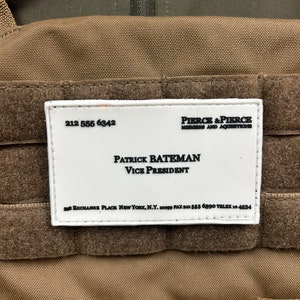 212 555 6342
PIERCE & PIERCE
MERGERS AND AQUISITIONS
PATRICK BATEMAN
VICE PRESIDENT
358 EXCHANGE PLACE NEW YORK, N.Y. 10099 FAX 212 555 6390 TELEX 10 4534